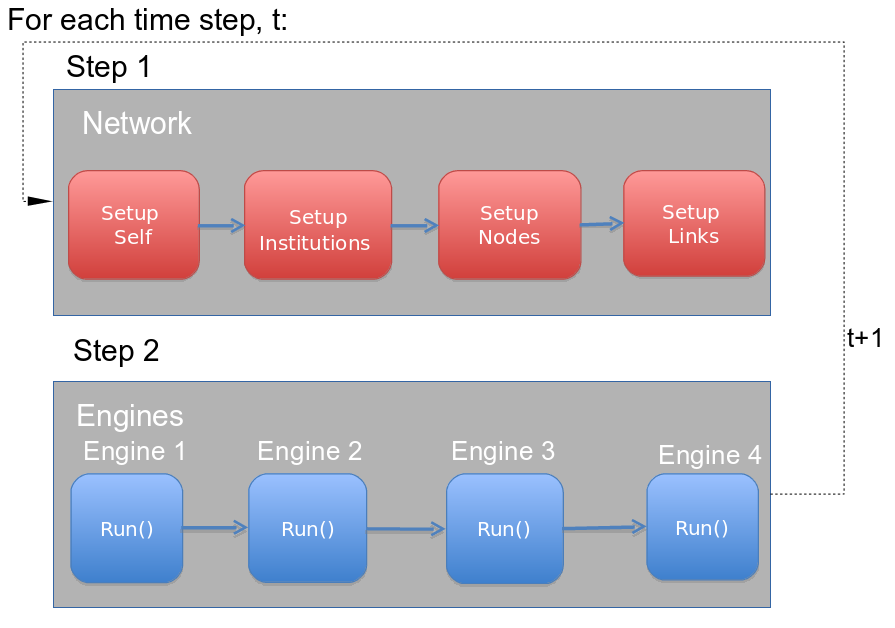 For each time step, t:
Step 1
Network
Setup
Self
Setup
Institutions
Setup
Nodes
Setup
Links
t+1
Step 2
Engines
Engine 1
Engine 2
Engine 3
Engine 4
Run()
Run()
Run()
Run()